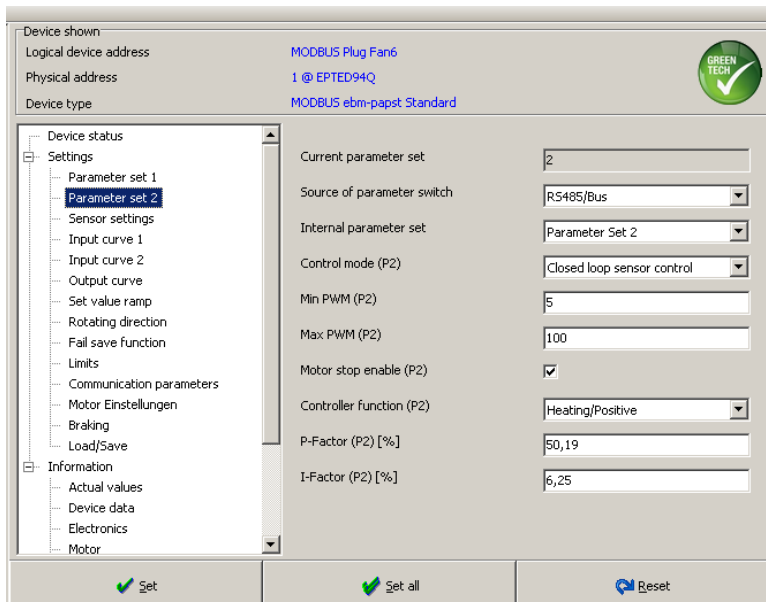 Device shown
Logical device address MODBUS Plug Fan6
Physical address 1 @ EPTED94Q
Device type MODBUS ebm-papst Standard
GREEN
TECH
Device status
Settings
Parameter set 1
Parameter set 2
Sensor settings
Input curve 1
Input curve 2
Output curve
Set value ramp
Rotating direction
Fail save function
Limits
Communication parameters
Motor Einstellungen
Braking
Load/Save
Information
Actual values
Device data
Electronics
Motor
Current parameter set 2
Source of parameter switch RS485/Bus
Internal parameter set Parameter Set 2
Control mode (P2) Closed loop sensor control
Min PWM (P2) 5
Max PWM (P2) 100
Motor stop enable (P2)
Controller function (P2) Heating/Positive
P-Factor (P2) [%] 50,19
I-Factor (P2) [%] 6,25
Set Set all Reset